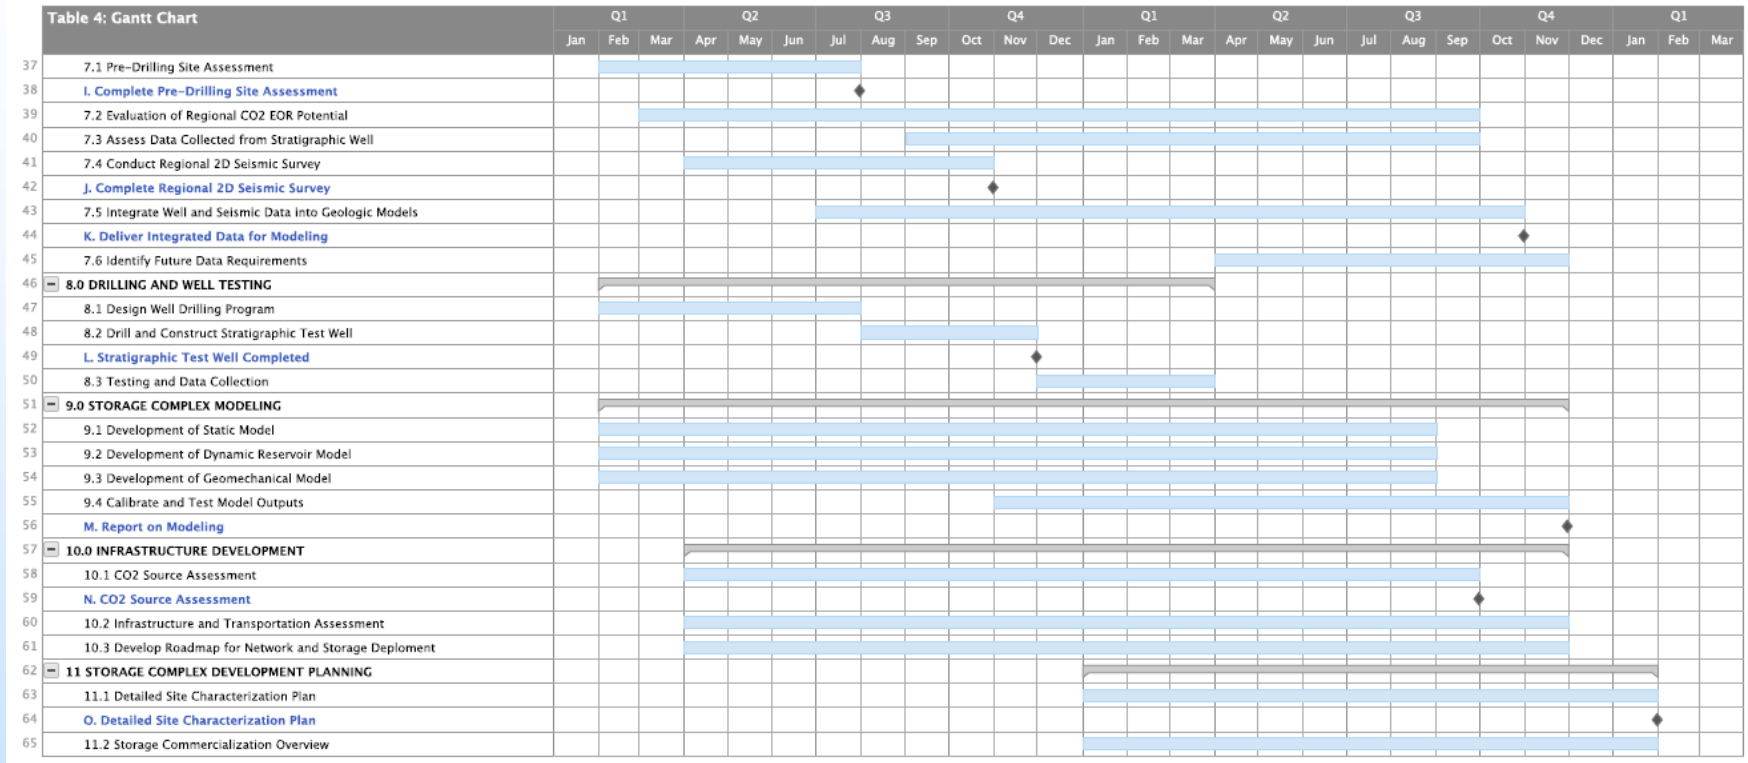 Table 4: Gantt Chart
Q1 Q2 Q3 Q4 Q1 Q2 Q3 Q4 Q1
Jan Feb Mar Apr May Jun Jul Aug Sep Oct Nov Dec Jan Feb Mar Apr May Jun Jul Aug Sep Oct Nov Dec Jan Feb Mar
37 7.1 Pre-Drilling Site Assessment
38 I. Complete Pre-Drilling Site Assessment
39 7.2 Evaluation of Regional CO2 EOR Potential
40 7.3 Assess Data Collected from Stratigraphic Well
41 7.4 Conduct Regional 2D Seismic Survey
42 J. Complete Regional 2D Seismic Survey
43 7.5 Integrate Well and Seismic Data into Geologic Models
44 K. Deliver Integrated Data for Modeling
45 7.6 Identify Future Data Requirements
46 8.0 DRILLING AND WELL TESTING
47 8.1 Design Well Drilling Program
48 8.2 Drill and Construct Stratigraphic Test Well
49 L. Stratigraphic Test Well Completed
50 8.3 Testing and Data Collection
51 9.0 STORAGE COMPLEX MODELING
52 9.1 Development of Static Model
53 9.2 Development of Dynamic Reservoir Model
54 9.3 Development of Geomechanical Model
55 9.4 Calibrate and Test Model Outputs
56 M. Report on Modeling
57 10.0 INFRASTRUCTURE DEVELOPMENT
58 10.1 CO2 Source Assessment
59 N. CO2 Source Assessment
60 10.2 Infrastructure and Transportation Assessment
61 10.3 Develop Roadmap for Network and Storage Deploment
62 11 STORAGE COMPLEX DEVELOPMENT PLANNING
63 11.1 Detailed Site Characterization Plan
64 O. Detailed Site Characterization Plan
65 11.2 Storage Commercialization Overview